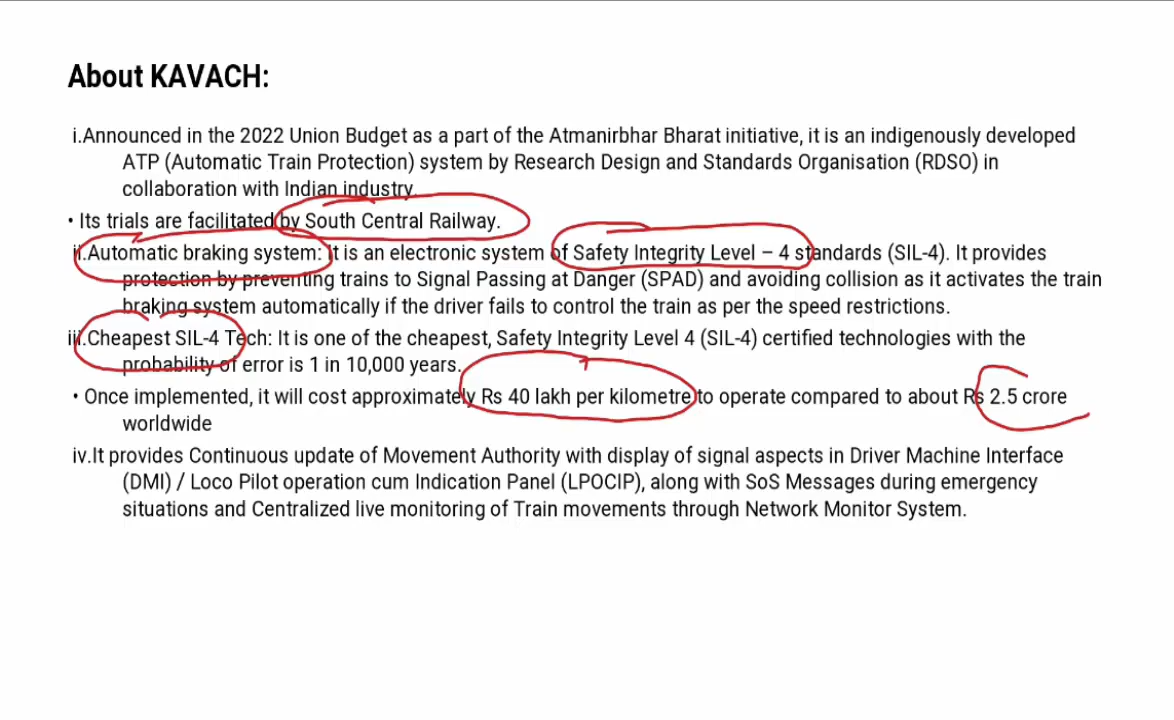 About KAVACH:
i.Announced in the 2022 Union Budget as a part of the Atmanirbhar Bharat initiative, it is an indigenously developed
ATP (Automatic Train Protection) system by Research Design and Standards Organisation (RDSO) in
collaboration with Indian industry.
• Its trials are facilitated by South Central Railway.
ii.Automatic braking system: It is an electronic system of Safety Integrity Level – 4 standards (SIL-4). It provides
protection by preventing trains to Signal Passing at Danger (SPAD) and avoiding collision as it activates the train
braking system automatically if the driver fails to control the train as per the speed restrictions.
iii.Cheapest SIL-4 Tech: It is one of the cheapest, Safety Integrity Level 4 (SIL-4) certified technologies with the
probability of error is 1 in 10,000 years.
• Once implemented, it will cost approximately Rs 40 lakh per kilometre to operate compared to about Rs 2.5 crore
worldwide
iv.It provides Continuous update of Movement Authority with display of signal aspects in Driver Machine Interface
(DMI) / Loco Pilot operation cum Indication Panel (LPOCIP), along with SoS Messages during emergency
situations and Centralized live monitoring of Train movements through Network Monitor System.